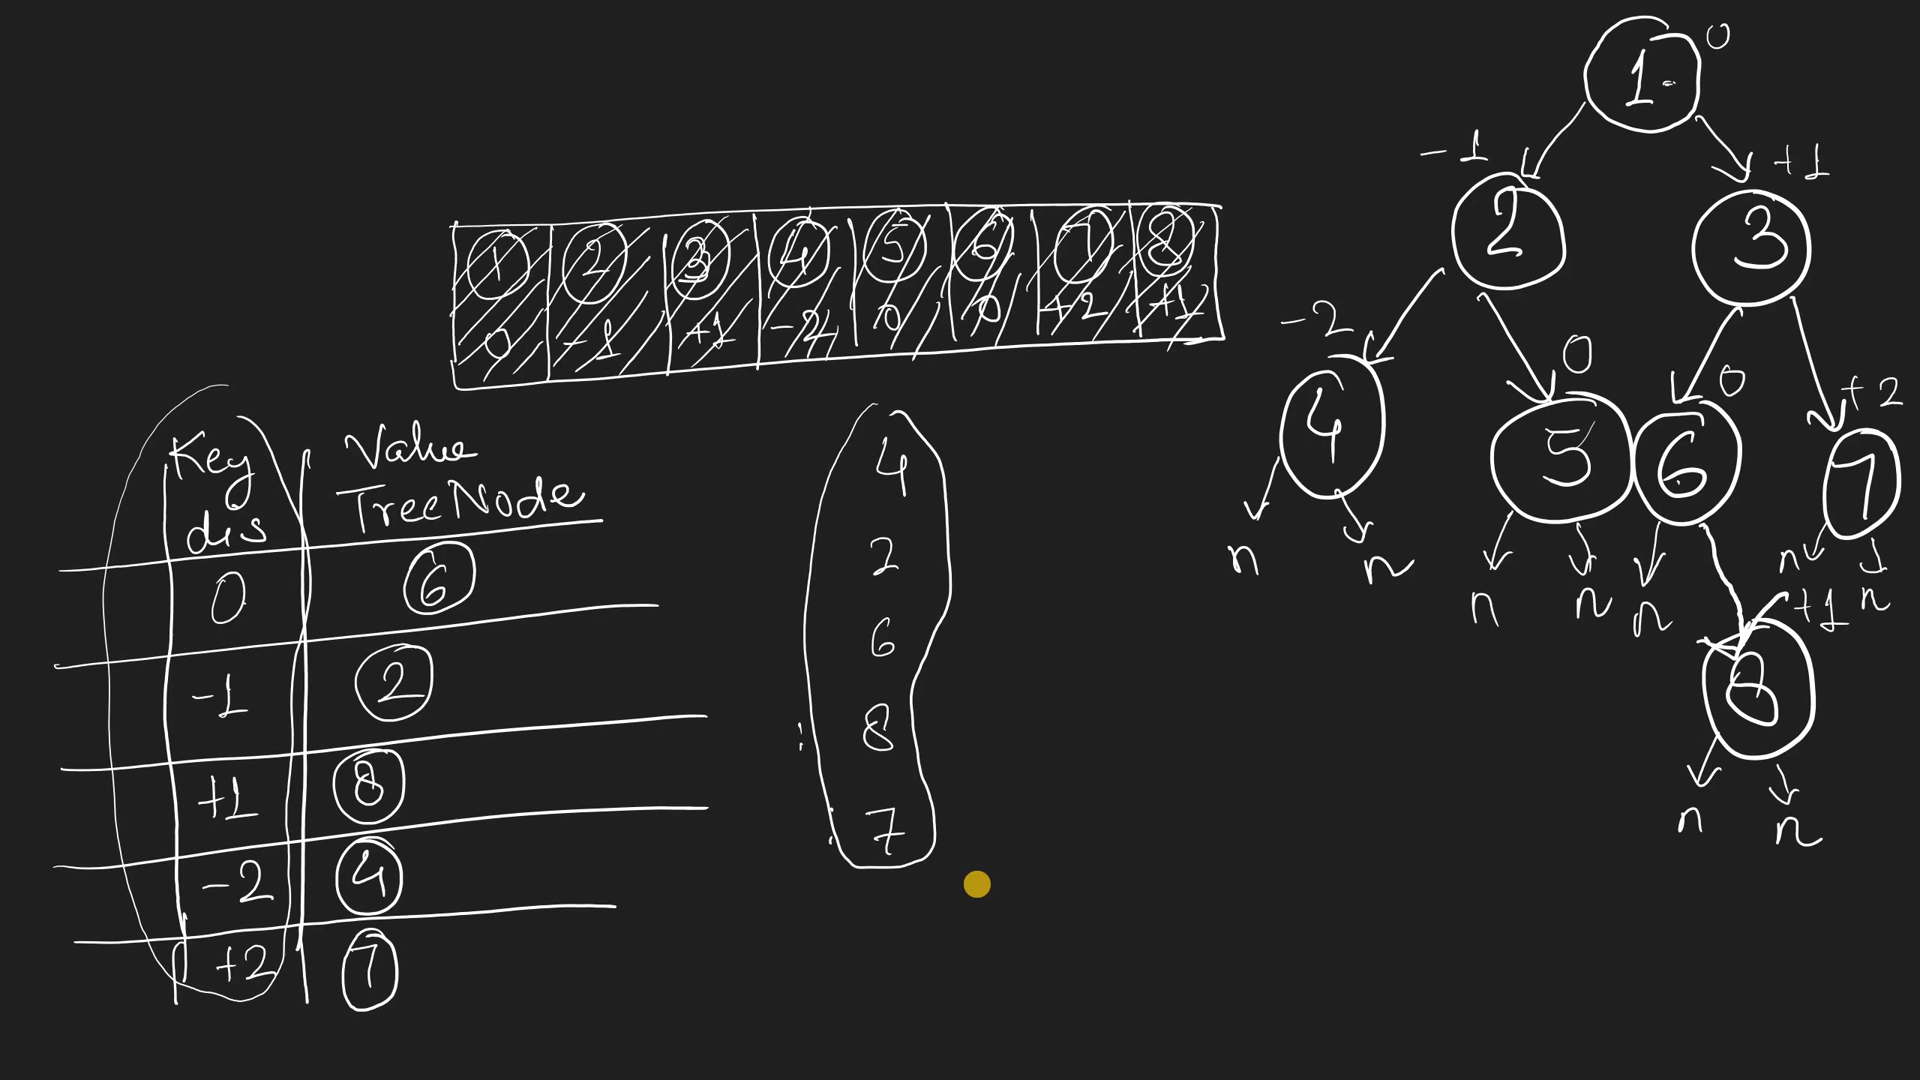 1 0
-1 +1
2 3
1 2 3 4 5 6 7 8
0 -1 +1 -2 0 0 +2 +1
-2 0 0 +2
4 5 6 7
n n n n n n n
+1
8
n n
Key Value
dis TreeNode
0 6
-1 2
+1 8
-2 4
+2 7
4
2
6
8
7